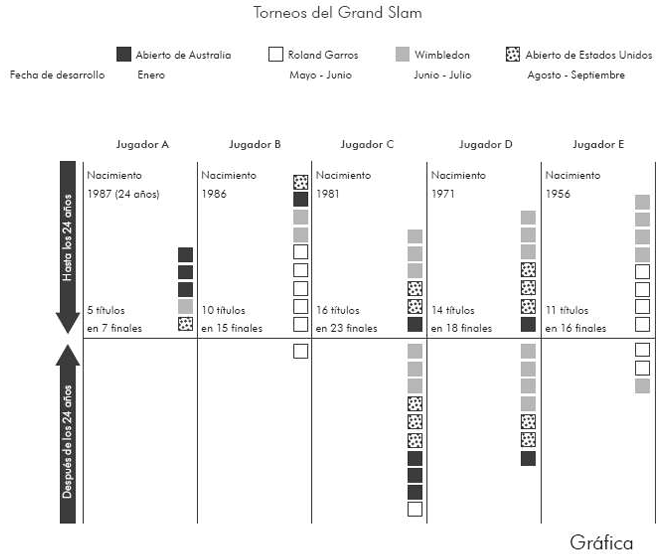 Torneos del Grand Slam
Abierto de Australia Roland Garros Wimbledon Abierto de Estados Unidos
Fecha de desarrollo Enero Mayo - Junio Junio - Julio Agosto - Septiembre
Jugador A Jugador B Jugador C Jugador D Jugador E
Hasta los 24 años
Nacimiento
1987 (24 años)
5 títulos
en 7 finales
Nacimiento
1986
10 títulos
en 15 finales
Nacimiento
1981
16 títulos
en 23 finales
Nacimiento
1971
14 títulos
en 18 finales
Nacimiento
1956
11 títulos
en 16 finales
Después de los 24 años
Gráfica